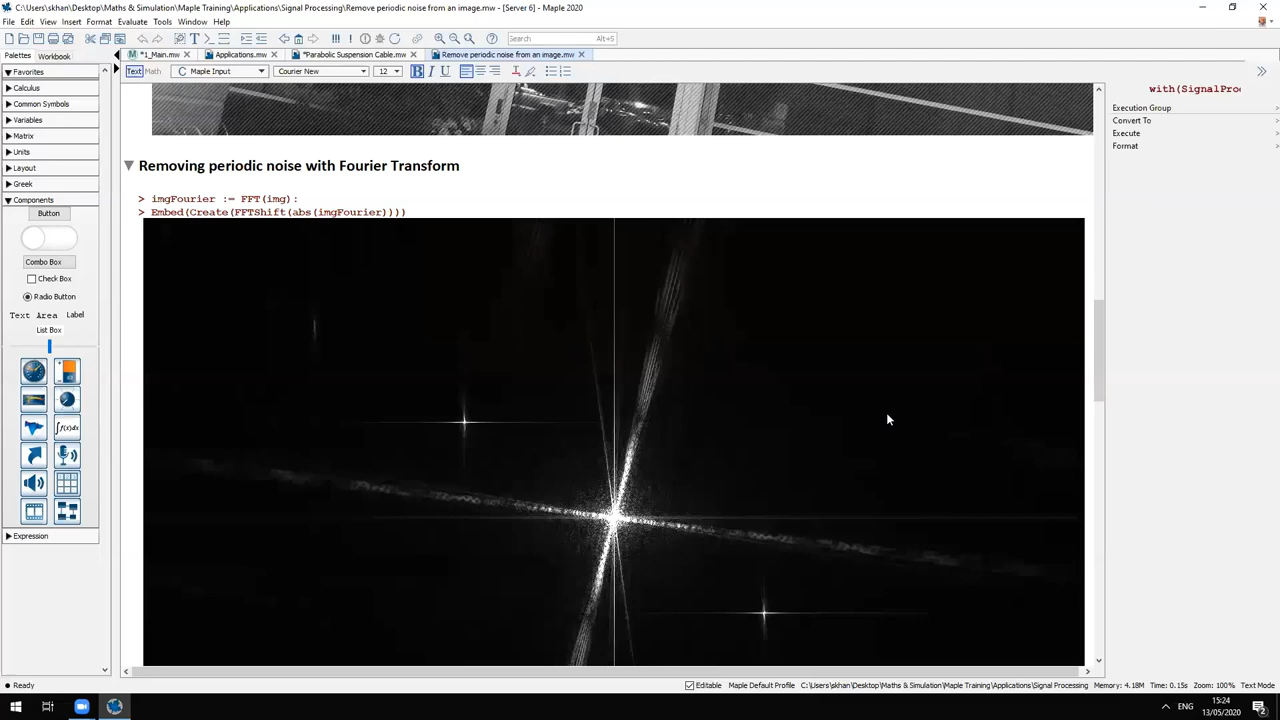 C:\Users\skhan\Desktop\Maths & Simulation\Maple Training\Applications\Signal Processing\Remove periodic noise from an image.mw - [Server 6] - Maple 2020
File Edit View Insert Format Evaluate Tools Window Help
Search Alt+S
Palettes Workbook *1_Main.mw Applications.mw *Parabolic Suspension Cable.mw Remove periodic noise from an image.mw
Text Math C Maple Input Courier New 12 B I U
Favorites
Calculus
Common Symbols
Variables
Matrix
Units
Layout
Greek
Components
Button
Combo Box
Check Box
Radio Button
Text Area Label
List Box
Expression
Removing periodic noise with Fourier Transform
> imgFourier := FFT(img):
> Embed(Create(FFTShift(abs(imgFourier))))
with(SignalProc
Execution Group
Convert To
Execute
Format
Ready
Editable Maple Default Profile C:\Users\skhan\Desktop\Maths & Simulation\Maple Training\Applications\Signal Processing Memory: 4.18M Time: 0.15s Zoom: 100% Text Mode
ENG
15:24
13/05/2020
2